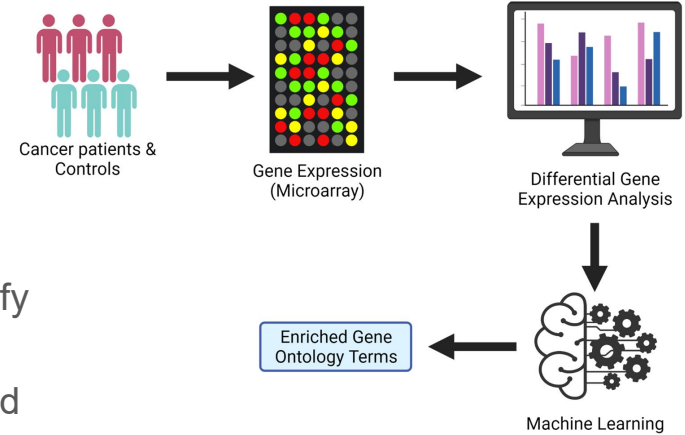 Cancer patients &
Controls
Gene Expression
(Microarray)
Differential Gene
Expression Analysis
fy
Enriched Gene
Ontology Terms
d
Machine Learning